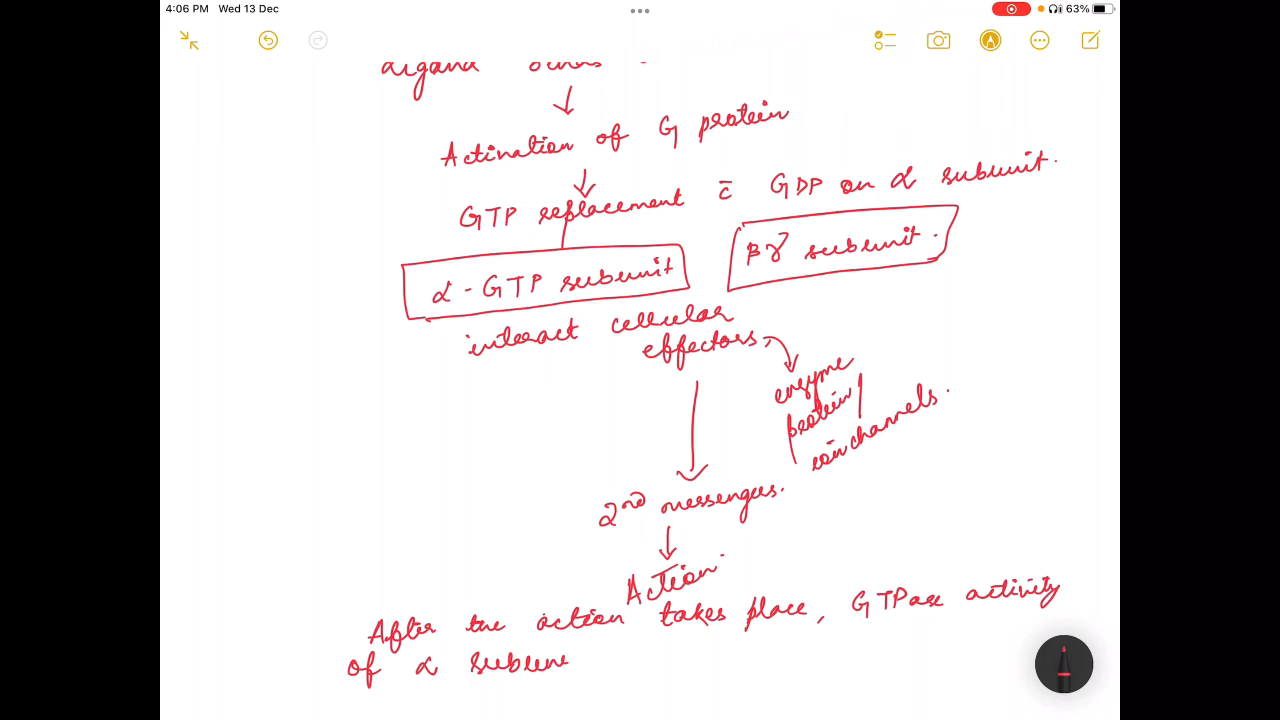 4:06 PM Wed 13 Dec
63%
Activation of G protein
GTP replacement c̄ GDP on α subunit.
α - GTP subunit
βγ subunit.
interact cellular
effectors,
enzyme
protein
ion channels.
2nd messengers.
Action.
After the action takes place, GTPase activity
of α subun